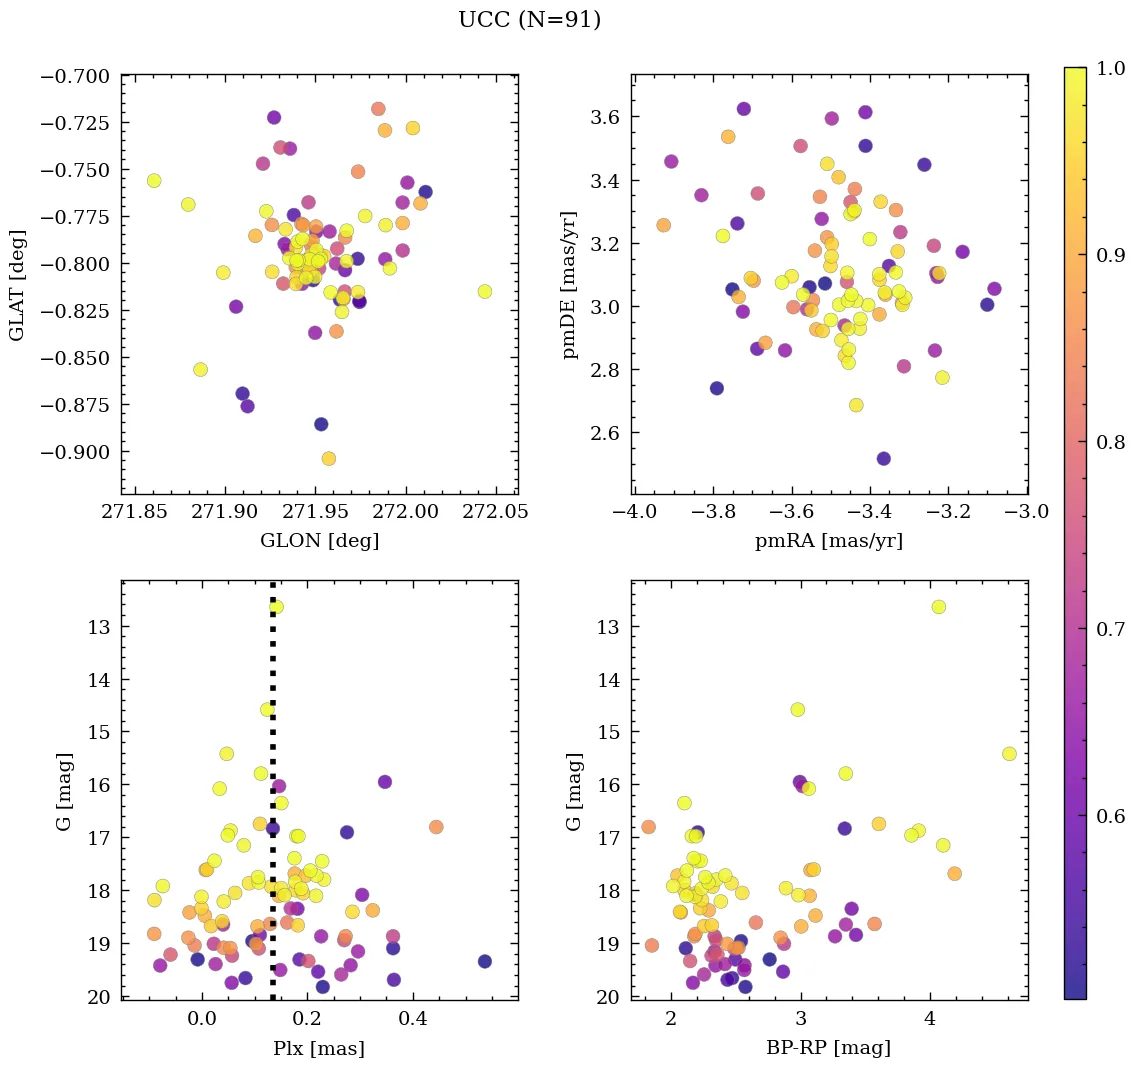 UCC (N=91)
−0.700
−0.725
−0.750
−0.775
−0.800
−0.825
−0.850
−0.875
−0.900
GLAT [deg]
271.85 271.90 271.95 272.00 272.05
GLON [deg]
3.6
3.4
3.2
3.0
2.8
2.6
pmDE [mas/yr]
−4.0 −3.8 −3.6 −3.4 −3.2 −3.0
pmRA [mas/yr]
13
14
15
16
17
18
19
20
G [mag]
0.0 0.2 0.4
Plx [mas]
13
14
15
16
17
18
19
20
G [mag]
2 3 4
BP-RP [mag]
1.0
0.9
0.8
0.7
0.6